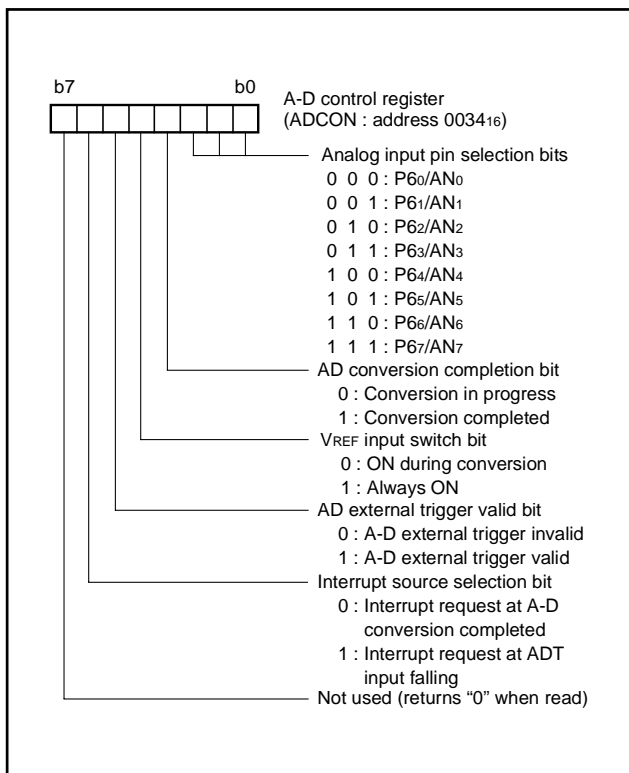 b7 b0
A-D control register
(ADCON : address 0034₁₆)
Analog input pin selection bits
0 0 0 : P6₀/AN₀
0 0 1 : P6₁/AN₁
0 1 0 : P6₂/AN₂
0 1 1 : P6₃/AN₃
1 0 0 : P6₄/AN₄
1 0 1 : P6₅/AN₅
1 1 0 : P6₆/AN₆
1 1 1 : P6₇/AN₇
AD conversion completion bit
0 : Conversion in progress
1 : Conversion completed
VREF input switch bit
0 : ON during conversion
1 : Always ON
AD external trigger valid bit
0 : A-D external trigger invalid
1 : A-D external trigger valid
Interrupt source selection bit
0 : Interrupt request at A-D
conversion completed
1 : Interrupt request at ADT
input falling
Not used (returns “0” when read)